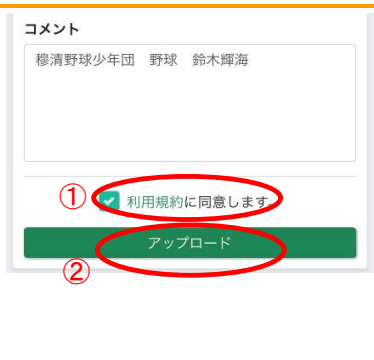 コメント
穆清野球少年団 野球 鈴木輝海
① 利用規約に同意します。
アップロード
②